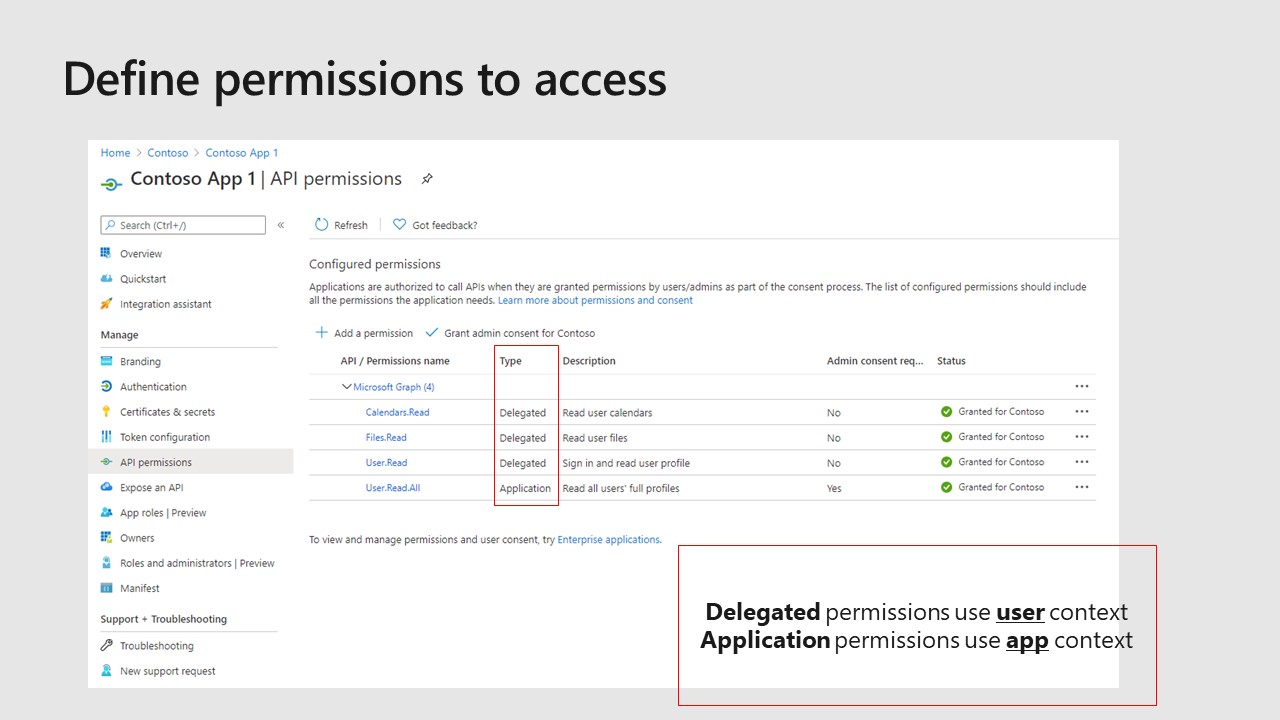 Define permissions to access
Home > Contoso > Contoso App 1
Contoso App 1 | API permissions
Search (Ctrl+/)
«
Refresh
Got feedback?
Overview
Quickstart
Integration assistant
Manage
Branding
Authentication
Certificates & secrets
Token configuration
API permissions
Expose an API
App roles | Preview
Owners
Roles and administrators | Preview
Manifest
Support + Troubleshooting
Troubleshooting
New support request
Configured permissions
Applications are authorized to call APIs when they are granted permissions by users/admins as part of the consent process. The list of configured permissions should include
all the permissions the application needs. Learn more about permissions and consent
Add a permission Grant admin consent for Contoso
API / Permissions name Type Description Admin consent req... Status
Microsoft Graph (4) ...
Calendars.Read Delegated Read user calendars No Granted for Contoso ...
Files.Read Delegated Read user files No Granted for Contoso ...
User.Read Delegated Sign in and read user profile No Granted for Contoso ...
User.Read.All Application Read all users' full profiles Yes Granted for Contoso ...
To view and manage permissions and user consent, try Enterprise applications.
Delegated permissions use user context
Application permissions use app context